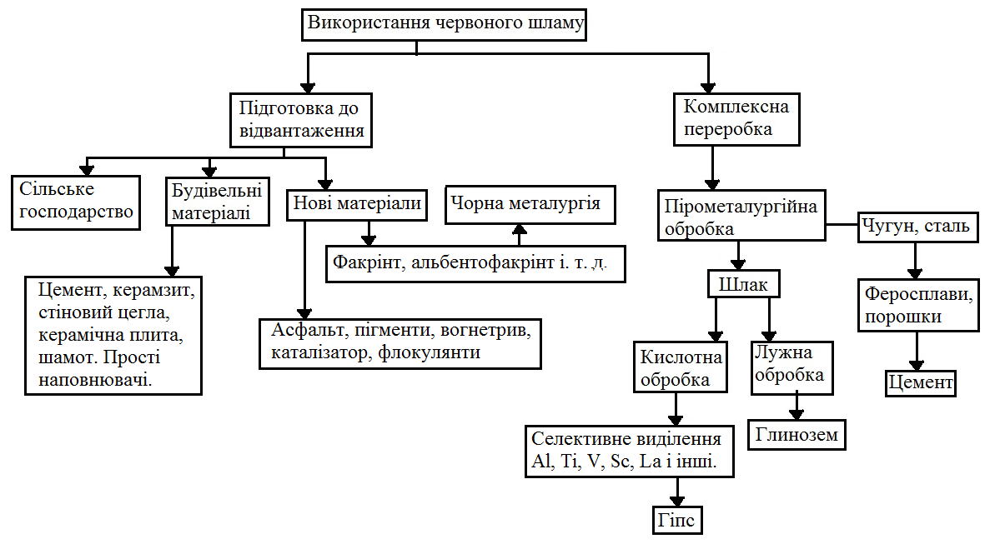 Використання червоного шламу
Підготовка до
відвантаження
Комплексна
переробка
Сільське
господарство
Будівельні
матеріалі
Нові матеріали
Чорна металургія
Пірометалургійна
обробка
Чугун, сталь
Факрінт, альбентофакрінт і. т. д.
Шлак
Цемент, керамзит,
стіновий цегла,
керамічна плита,
шамот. Прості
наповнювачі.
Феросплави,
порошки
Асфальт, пігменти, вогнетрив,
каталізатор, флокулянти
Кислотна
обробка
Лужна
обробка
Цемент
Селективне виділення
Al, Ti, V, Sc, La і інші.
Глинозем
Гіпс